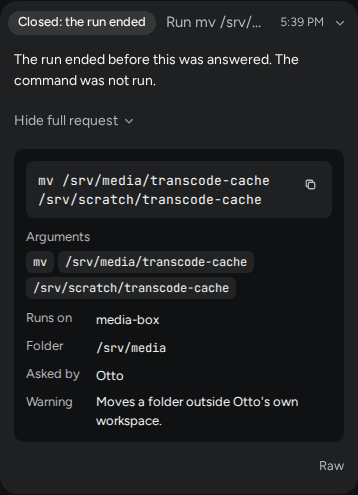 Closed: the run ended Run mv /srv/... 5:39 PM
The run ended before this was answered. The
command was not run.
Hide full request
mv /srv/media/transcode-cache
/srv/scratch/transcode-cache
Arguments
mv /srv/media/transcode-cache
/srv/scratch/transcode-cache
Runs on media-box
Folder /srv/media
Asked by Otto
Warning Moves a folder outside Otto's own
workspace.
Raw